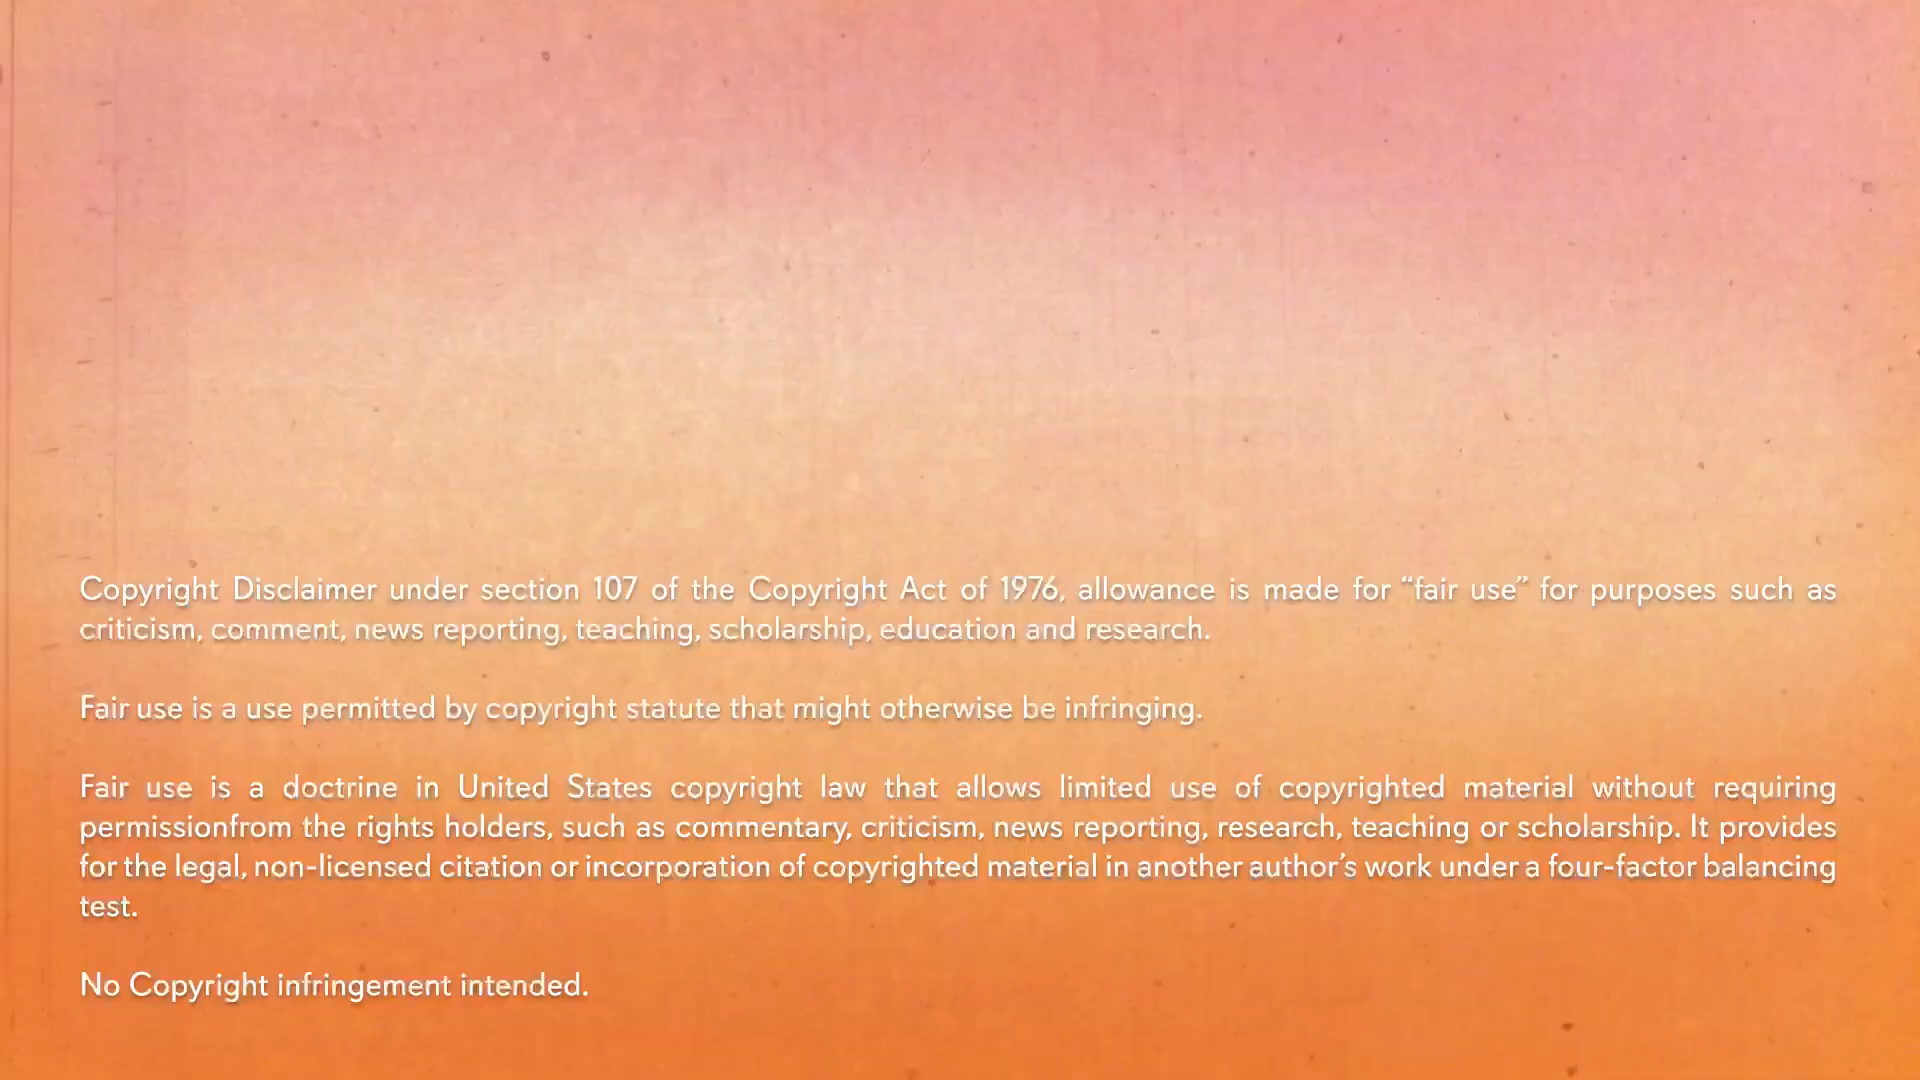 Copyright Disclaimer under section 107 of the Copyright Act of 1976, allowance is made for “fair use” for purposes such as
criticism, comment, news reporting, teaching, scholarship, education and research.
Fair use is a use permitted by copyright statute that might otherwise be infringing.
Fair use is a doctrine in United States copyright law that allows limited use of copyrighted material without requiring
permissionfrom the rights holders, such as commentary, criticism, news reporting, research, teaching or scholarship. It provides
for the legal, non-licensed citation or incorporation of copyrighted material in another author’s work under a four-factor balancing
test.
No Copyright infringement intended.